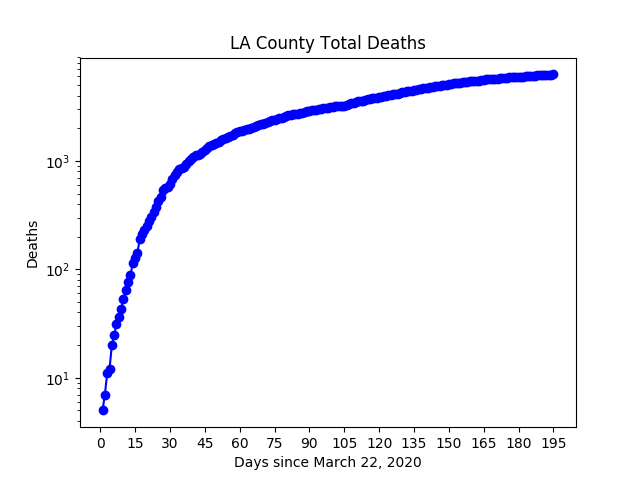 LA County Total Deaths
Deaths
10³
10²
10¹
0 15 30 45 60 75 90 105 120 135 150 165 180 195
Days since March 22, 2020